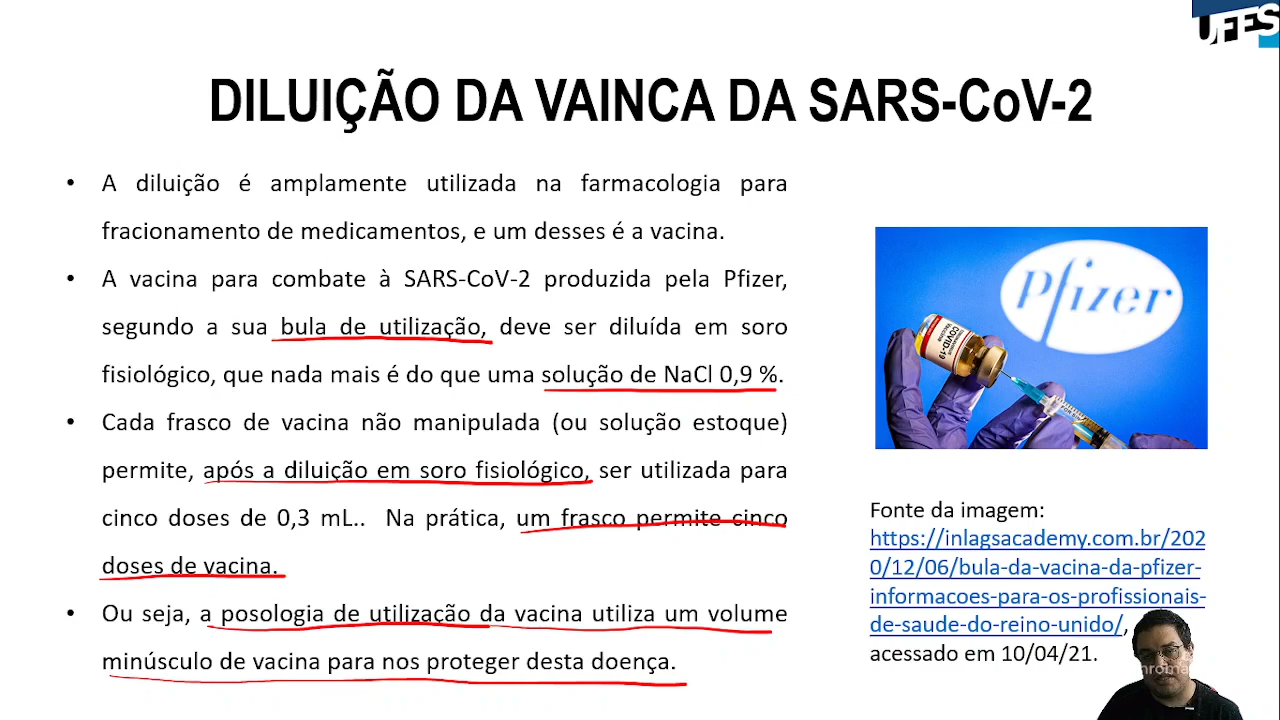 UFES
DILUIÇÃO DA VAINCA DA SARS-CoV-2
• A diluição é amplamente utilizada na farmacologia para
fracionamento de medicamentos, e um desses é a vacina.
• A vacina para combate à SARS-CoV-2 produzida pela Pfizer,
segundo a sua bula de utilização, deve ser diluída em soro
fisiológico, que nada mais é do que uma solução de NaCl 0,9 %.
• Cada frasco de vacina não manipulada (ou solução estoque)
permite, após a diluição em soro fisiológico, ser utilizada para
cinco doses de 0,3 mL.. Na prática, um frasco permite cinco
doses de vacina.
• Ou seja, a posologia de utilização da vacina utiliza um volume
minúsculo de vacina para nos proteger desta doença.
Pfizer
COVID-19
Fonte da imagem:
https://inlagsacademy.com.br/202
0/12/06/bula-da-vacina-da-pfizer-
informacoes-para-os-profissionais-
de-saude-do-reino-unido/,
acessado em 10/04/21.